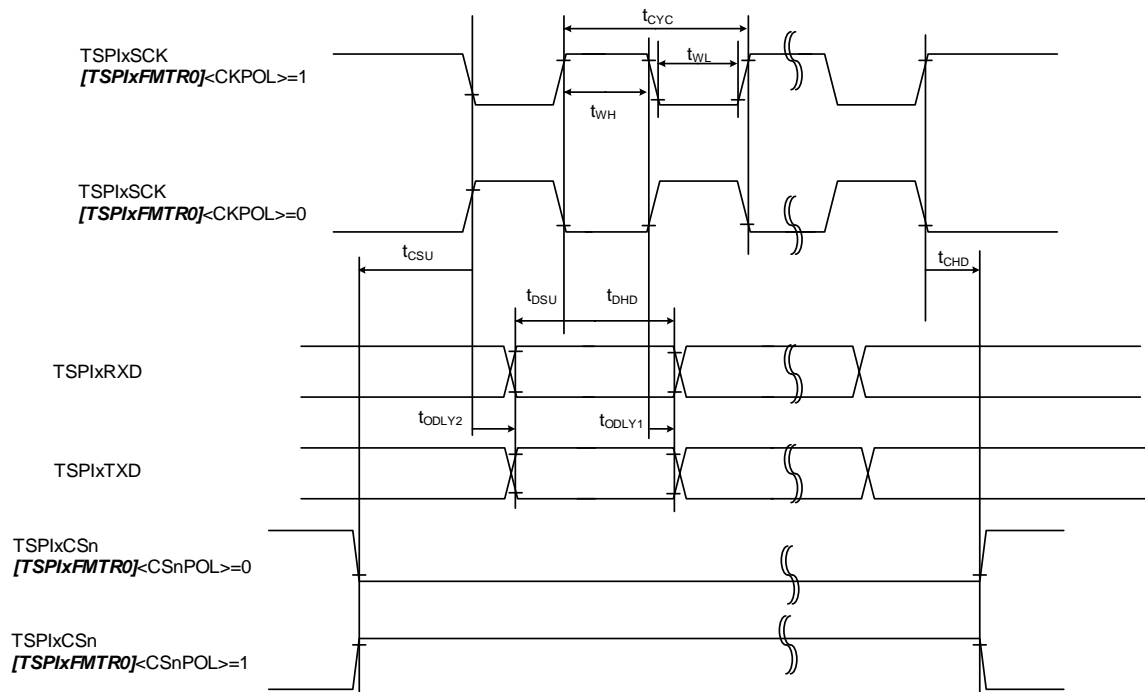 tCYC
TSPIxSCK
[TSPIxFMTR0]<CKPOL>=1
tWL
tWH
TSPIxSCK
[TSPIxFMTR0]<CKPOL>=0
tCSU
tCHD
tDSU
tDHD
TSPIxRXD
tODLY2
tODLY1
TSPIxTXD
TSPIxCSn
[TSPIxFMTR0]<CSnPOL>=0
TSPIxCSn
[TSPIxFMTR0]<CSnPOL>=1